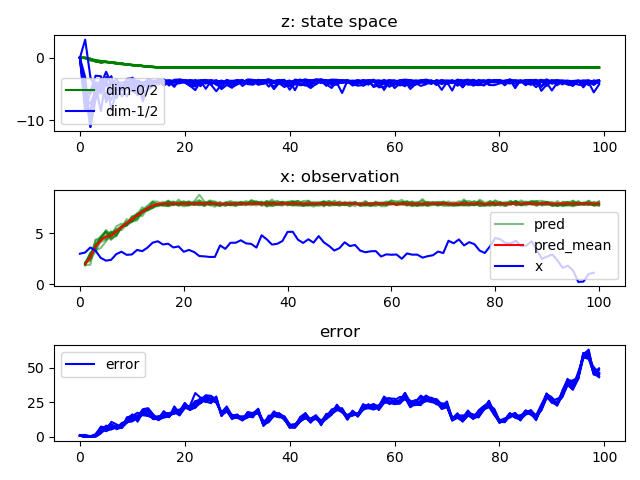 z: state space
0
−10
dim-0/2
dim-1/2
0 20 40 60 80 100
x: observation
5
0
pred
pred_mean
x
0 20 40 60 80 100
error
50
25
0
error
0 20 40 60 80 100